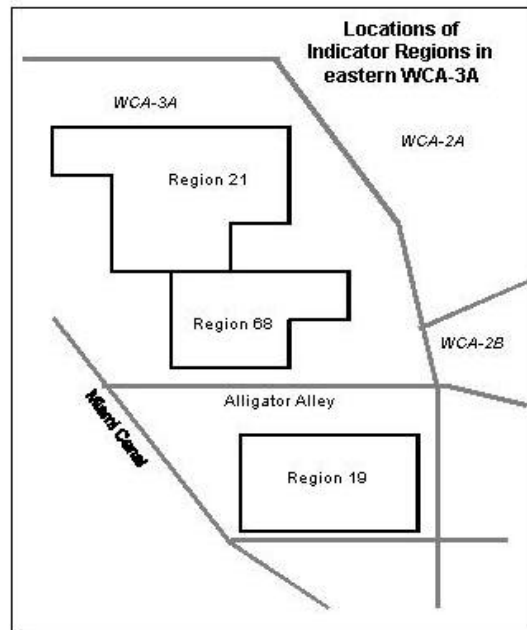 Locations of
Indicator Regions in
eastern WCA-3A
WCA-3A
WCA-2A
Region 21
Region 68
WCA-2B
Alligator Alley
Miami Canal
Region 19